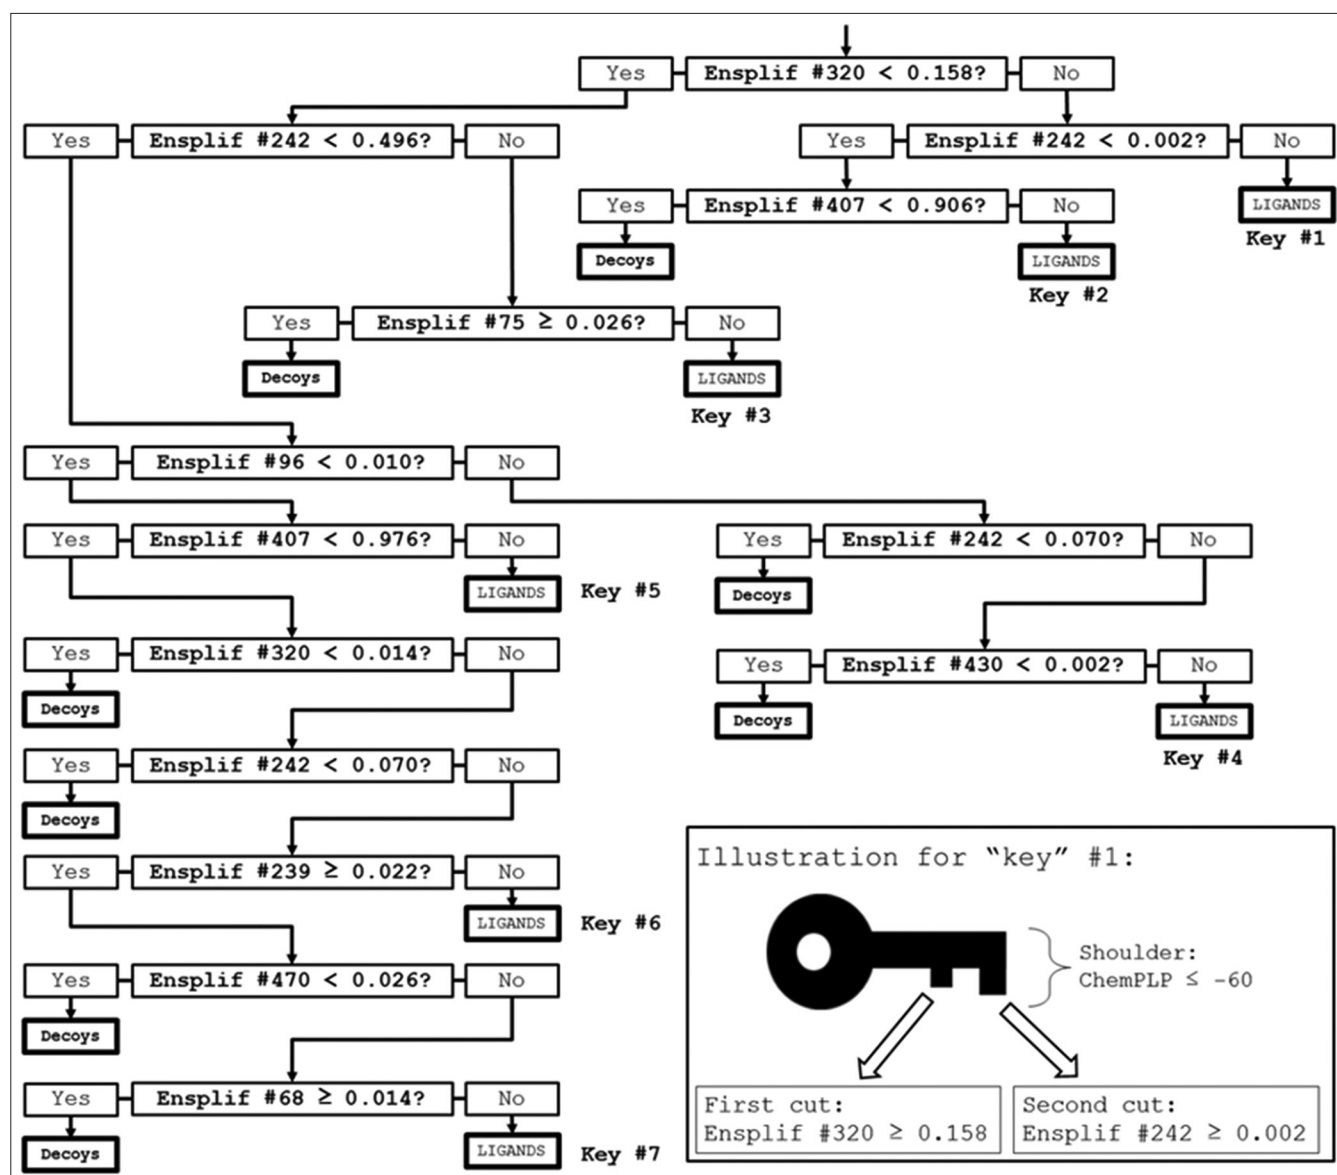 Yes Ensplif #320 < 0.158? No
Yes Ensplif #242 < 0.496? No
Yes Ensplif #242 < 0.002? No
LIGANDS
Key #1
Yes Ensplif #407 < 0.906? No
Decoys
LIGANDS
Key #2
Yes Ensplif #75 ≥ 0.026? No
Decoys
LIGANDS
Key #3
Yes Ensplif #96 < 0.010? No
Yes Ensplif #407 < 0.976? No
LIGANDS Key #5
Yes Ensplif #242 < 0.070? No
Decoys
Yes Ensplif #320 < 0.014? No
Decoys
Yes Ensplif #430 < 0.002? No
Decoys
LIGANDS
Key #4
Yes Ensplif #242 < 0.070? No
Decoys
Yes Ensplif #239 ≥ 0.022? No
LIGANDS Key #6
Yes Ensplif #470 < 0.026? No
Decoys
Yes Ensplif #68 ≥ 0.014? No
Decoys
LIGANDS Key #7
Illustration for “key” #1:
Shoulder:
ChemPLP ≤ -60
First cut:
Ensplif #320 ≥ 0.158
Second cut:
Ensplif #242 ≥ 0.002